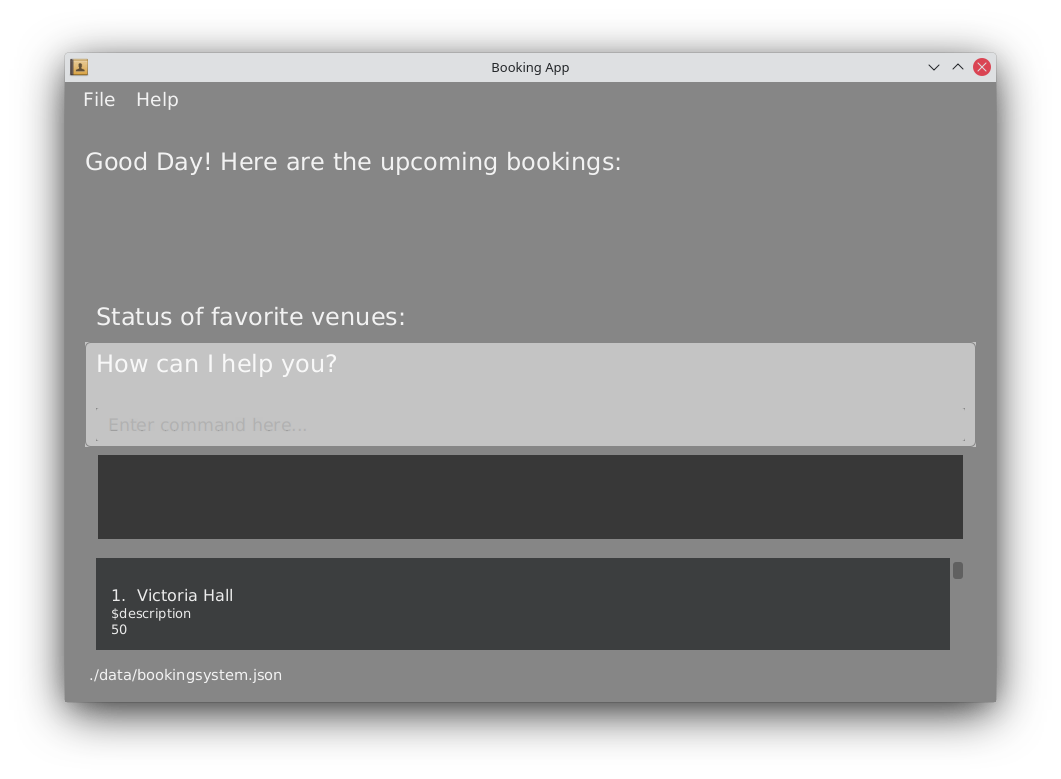 Booking App
File Help
Good Day! Here are the upcoming bookings:
Status of favorite venues:
How can I help you?
Enter command here...
1. Victoria Hall
$description
50
./data/bookingsystem.json